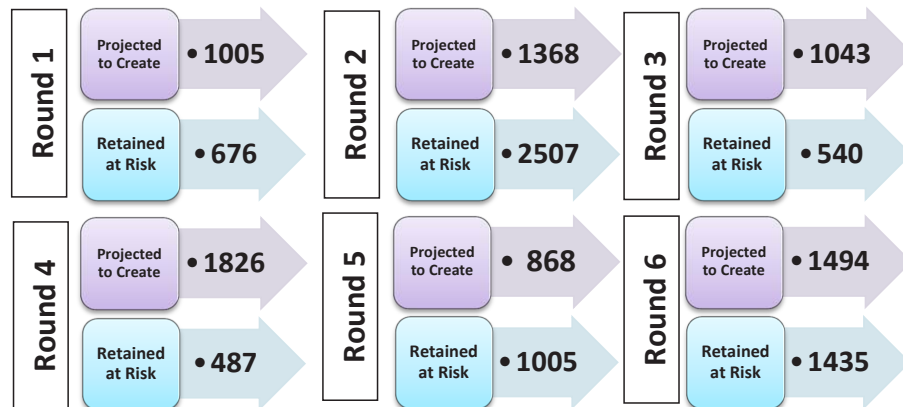 Round 1
Projected
to Create
• 1005
Retained
at Risk
• 676
Round 2
Projected
to Create
• 1368
Retained
at Risk
• 2507
Round 3
Projected
to Create
• 1043
Retained
at Risk
• 540
Round 4
Projected
to Create
• 1826
Retained
at Risk
• 487
Round 5
Projected
to Create
• 868
Retained
at Risk
• 1005
Round 6
Projected
to Create
• 1494
Retained
at Risk
• 1435